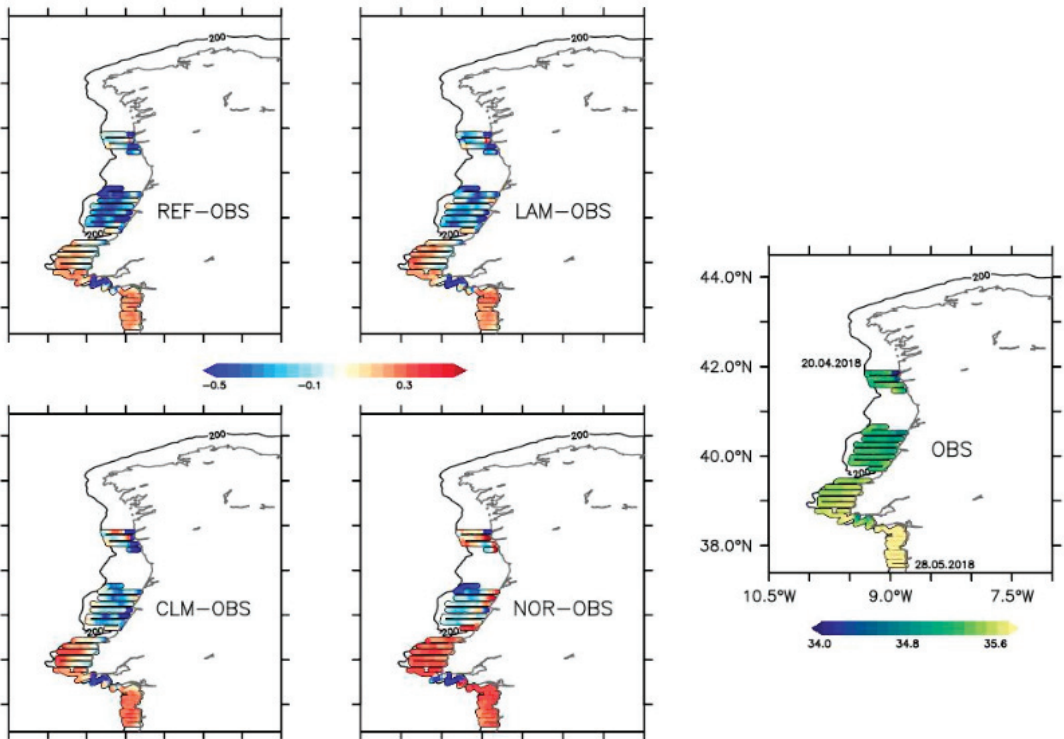 200
REF-OBS
200
200
LAM-OBS
200
-0.5 -0.1 0.3
200
CLM-OBS
200
200
NOR-OBS
200
44.0°N
42.0°N
40.0°N
38.0°N
200
20.04.2018
OBS
200
28.05.2018
10.5°W 9.0°W 7.5°W
34.0 34.8 35.6